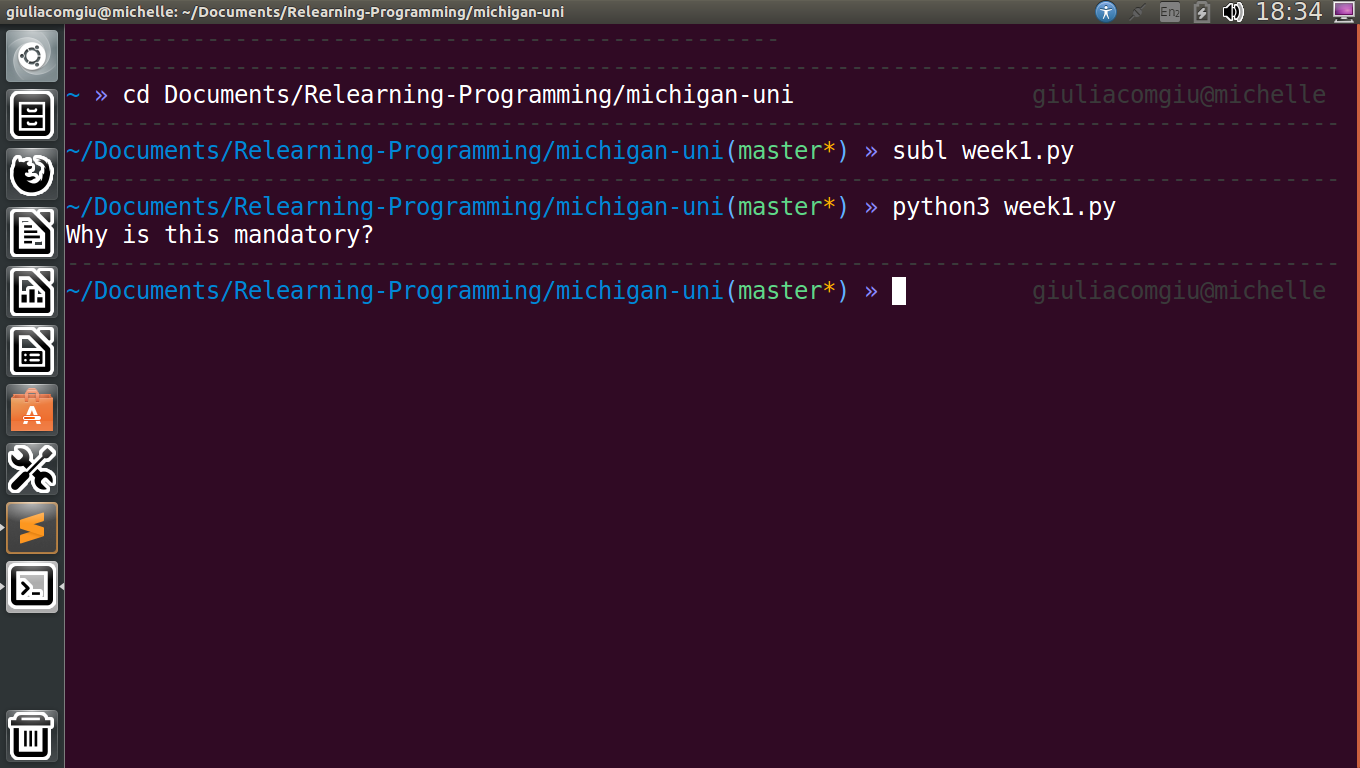 giuliacomgiu@michelle: ~/Documents/Relearning-Programming/michigan-uni En2 18:34
--------------------------------------------------
------------------------------------------------------------------------------------------
~ » cd Documents/Relearning-Programming/michigan-uni giuliacomgiu@michelle
------------------------------------------------------------------------------------------
~/Documents/Relearning-Programming/michigan-uni(master*) » subl week1.py
------------------------------------------------------------------------------------------
~/Documents/Relearning-Programming/michigan-uni(master*) » python3 week1.py
Why is this mandatory?
------------------------------------------------------------------------------------------
~/Documents/Relearning-Programming/michigan-uni(master*) » giuliacomgiu@michelle